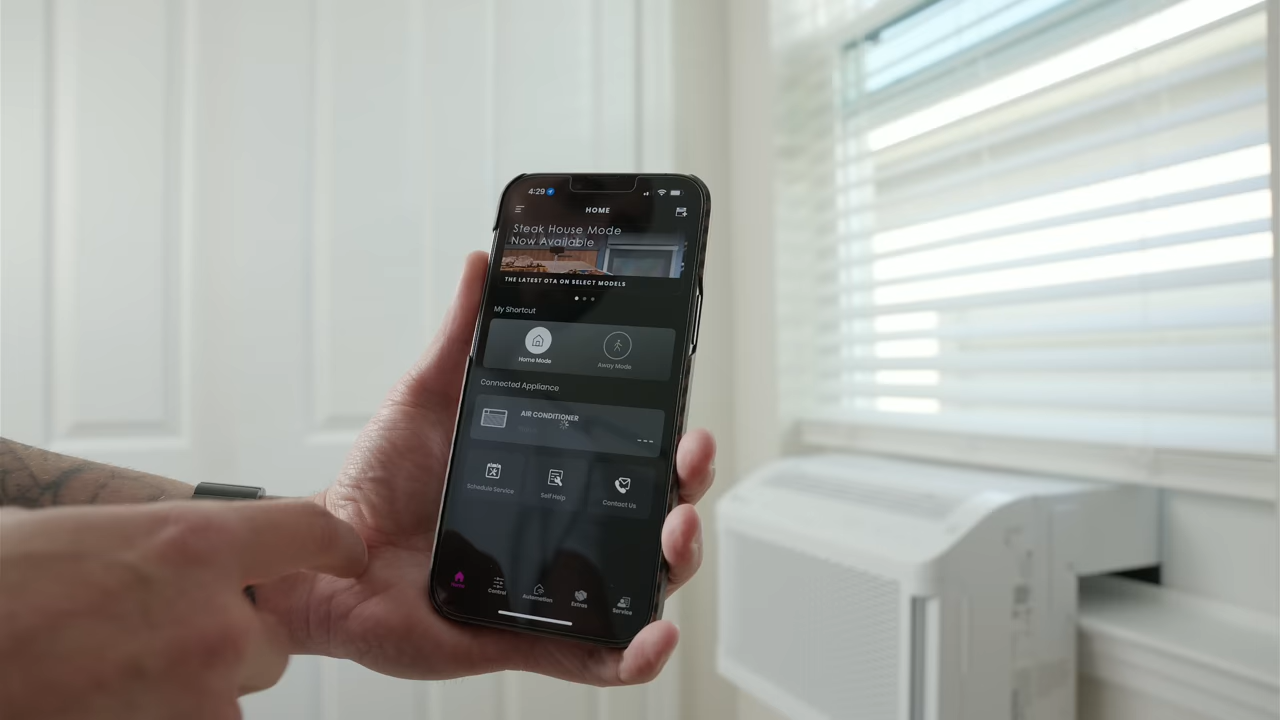 4:29
HOME
Steak House Mode
Now Available
THE LATEST OTA ON SELECT MODELS
My Shortcut
Home Mode
Away Mode
Connected Appliance
AIR CONDITIONER
---
Schedule Service
Self Help
Contact Us
Home
Control
Automation
Extras
Service